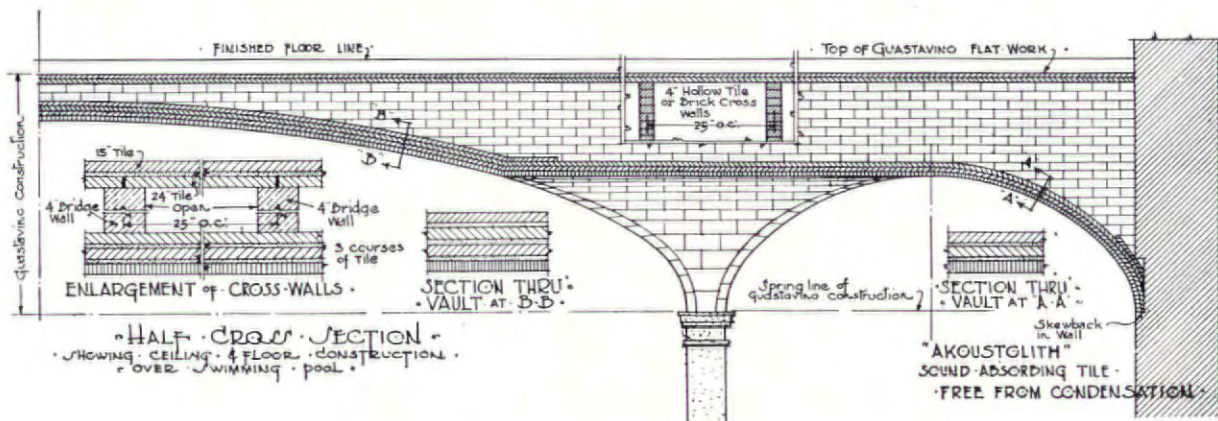 · FINISHED FLOOR LINE ·
· TOP OF GUASTAVINO FLAT WORK ·
4" Hollow Tile
or Brick Cross
Walls
25" O.C.
Guastavino Construction
"B"
"B"
"A"
"A"
15" Tile
24" Tile
Open
4" Bridge
Wall
4" Bridge
Wall
25" O.C.
3 courses
of Tile
ENLARGEMENT OF CROSS-WALLS ·
· SECTION THRU ·
· VAULT AT · B-B ·
Spring line of
Guastavino construction
· SECTION THRU ·
· VAULT AT "A-A" ·
Skewback
in Wall
· HALF · CROSS · SECTION ·
· SHOWING · CEILING · & FLOOR · CONSTRUCTION ·
· OVER · SWIMMING · POOL ·
"AKOUSTOLITH"
SOUND · ABSORBING TILE ·
· FREE FROM CONDENSATION ·